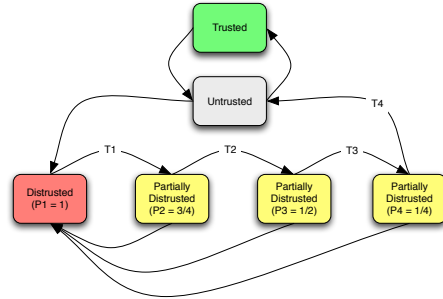 Trusted
Untrusted
T4
T1
T2
T3
Distrusted
(P1 = 1)
Partially
Distrusted
(P2 = 3/4)
Partially
Distrusted
(P3 = 1/2)
Partially
Distrusted
(P4 = 1/4)